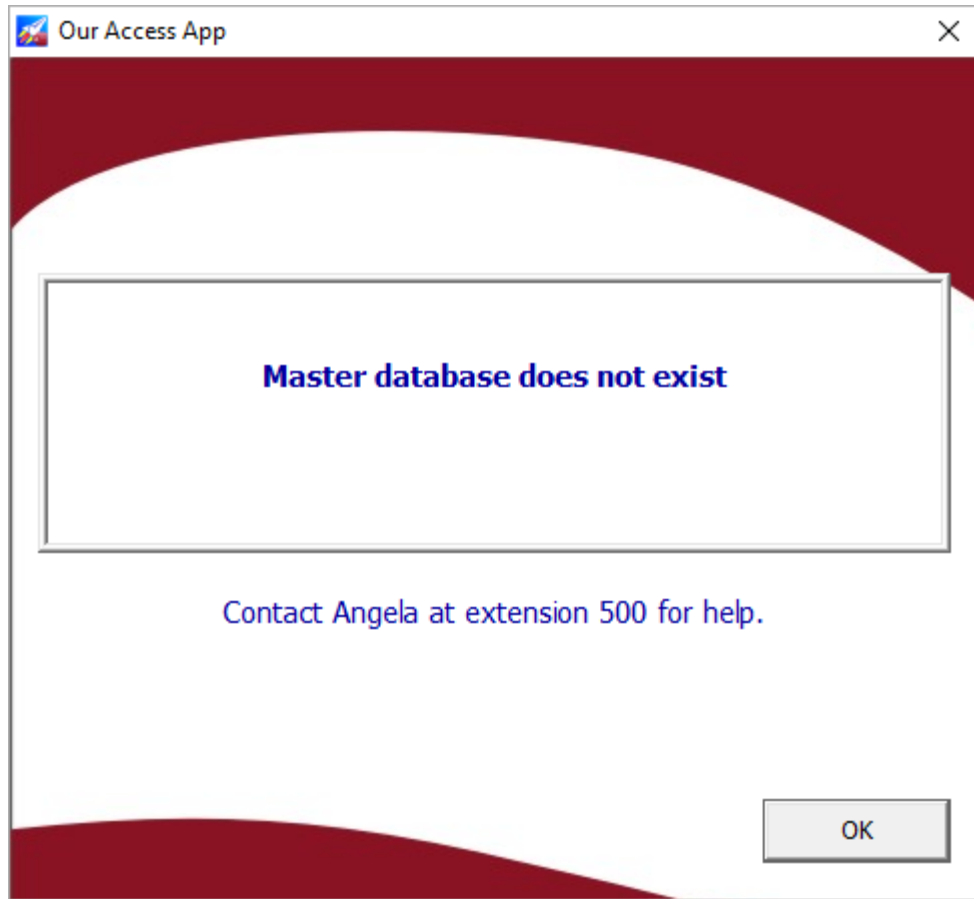 Our Access App
Master database does not exist
Contact Angela at extension 500 for help.
OK